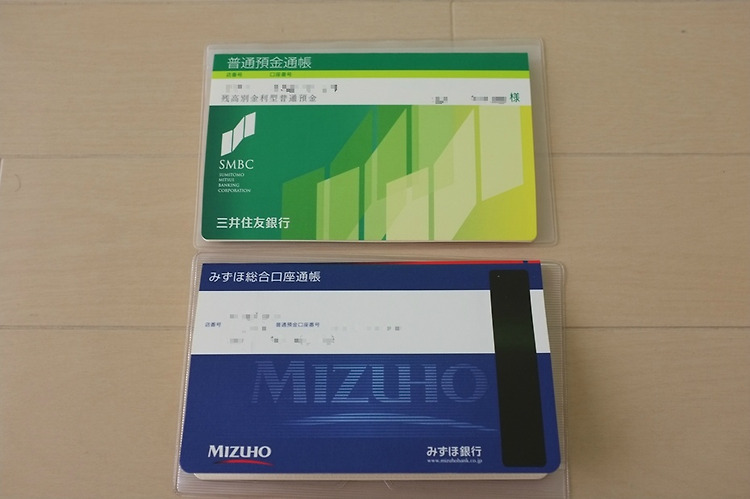 普通預金通帳
店番号 口座番号
残高別金利型普通預金
様
SMBC
SUMITOMO
MITSUI
BANKING
CORPORATION
三井住友銀行
みずほ総合口座通帳
店番号 普通預金口座番号
MIZUHO
MIZUHO みずほ銀行
www.mizuhobank.co.jp